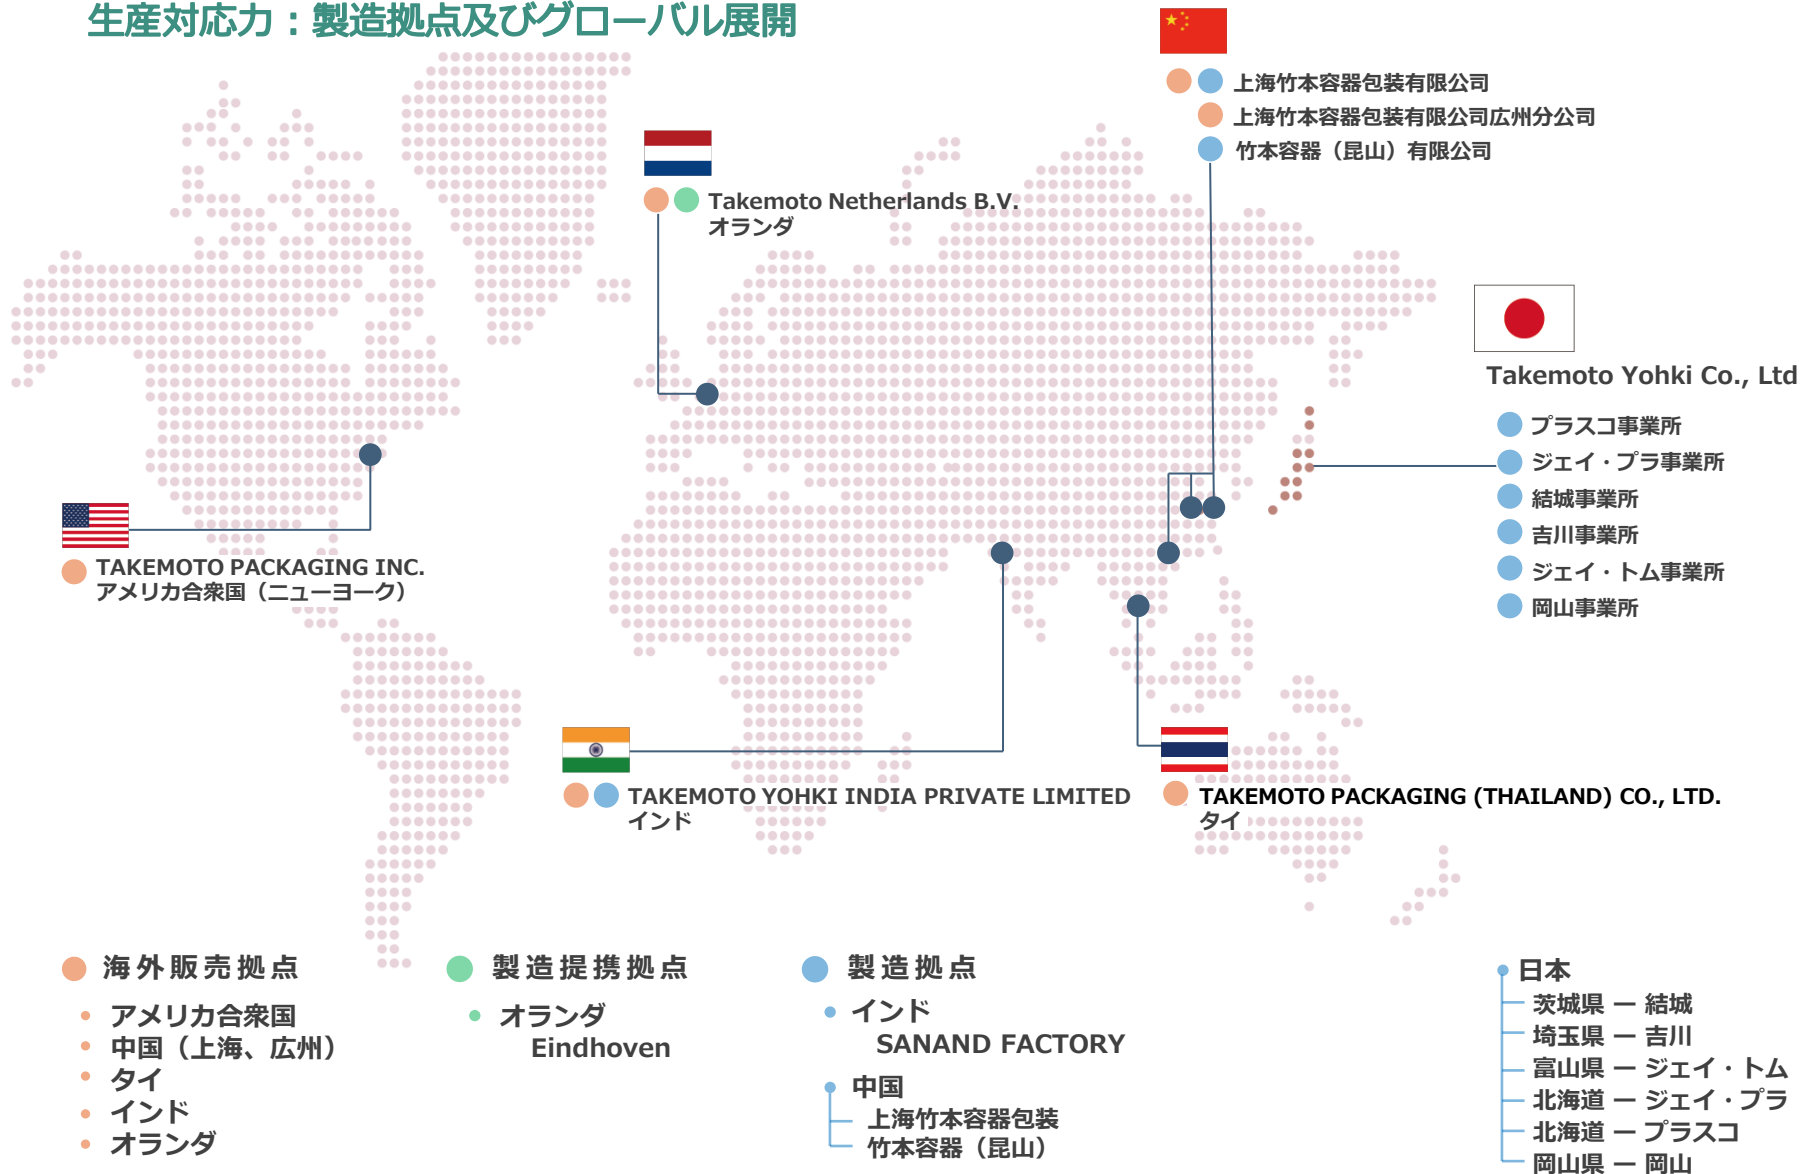 生産対応力：製造拠点及びグローバル展開
上海竹本容器包装有限公司
上海竹本容器包装有限公司広州分公司
竹本容器（昆山）有限公司
Takemoto Netherlands B.V.
オランダ
Takemoto Yohki Co., Ltd
プラスコ事業所
ジェイ・プラ事業所
結城事業所
吉川事業所
ジェイ・トム事業所
岡山事業所
TAKEMOTO PACKAGING INC.
アメリカ合衆国（ニューヨーク）
TAKEMOTO YOHKI INDIA PRIVATE LIMITED
インド
TAKEMOTO PACKAGING (THAILAND) CO., LTD.
タイ
海外販売拠点
アメリカ合衆国
中国（上海、広州）
タイ
インド
オランダ
製造提携拠点
オランダ
Eindhoven
製造拠点
インド
SANAND FACTORY
中国
上海竹本容器包装
竹本容器（昆山）
日本
茨城県 ー 結城
埼玉県 ー 吉川
富山県 ー ジェイ・トム
北海道 ー ジェイ・プラ
北海道 ー プラスコ
岡山県 ー 岡山